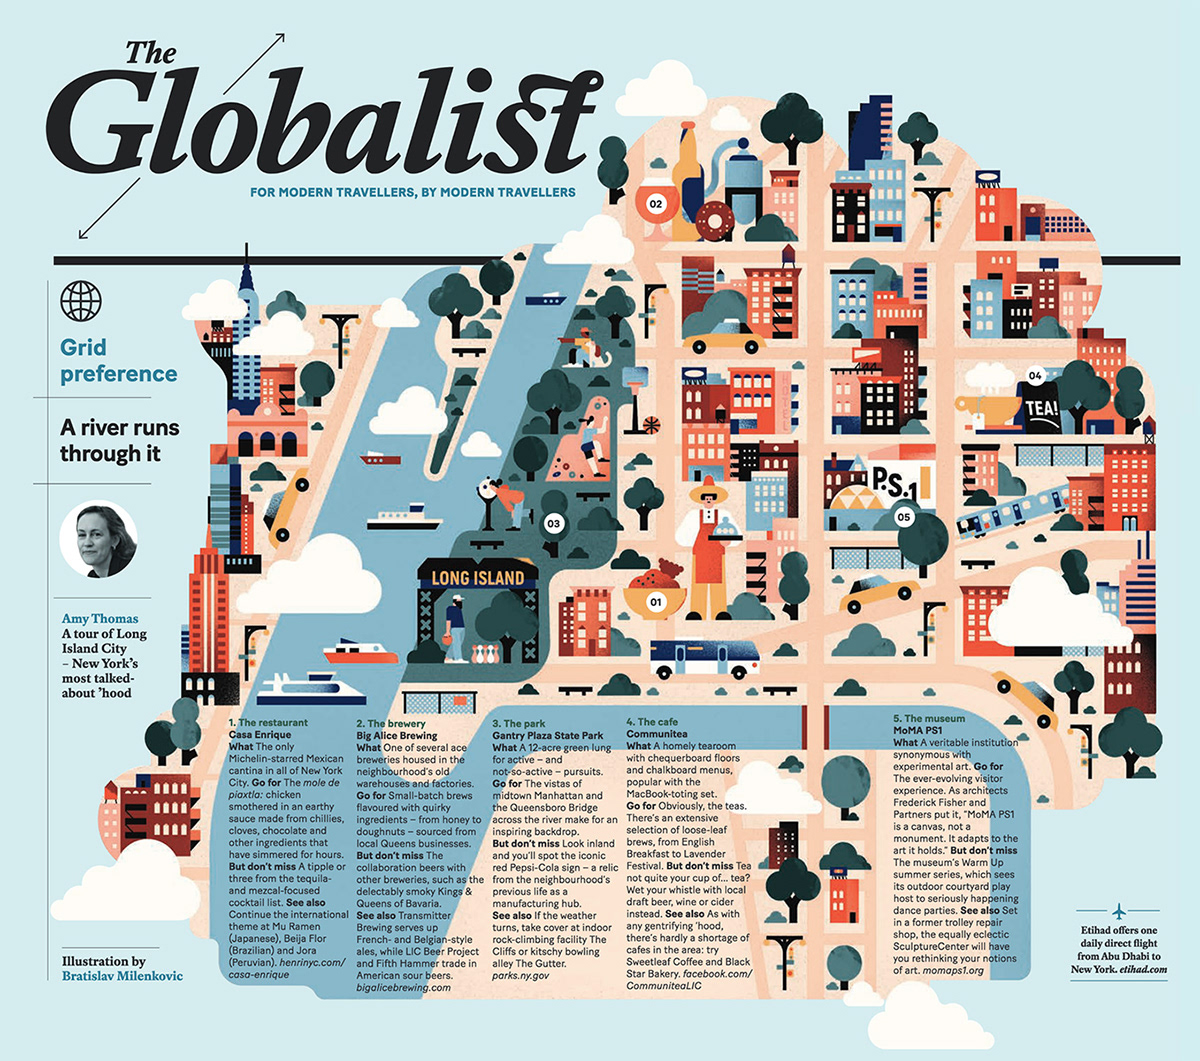 The
Globalist
FOR MODERN TRAVELLERS, BY MODERN TRAVELLERS
Grid
preference
A river runs
through it
Amy Thomas
A tour of Long
Island City
– New York's
most talked-
about 'hood
Illustration by
Bratislav Milenkovic
02
04
TEA!
P.S.1
05
03
LONG ISLAND
01
1. The restaurant
Casa Enrique
What The only
Michelin-starred Mexican
cantina in all of New York
City. Go for The mole de
piaxtla: chicken
smothered in an earthy
sauce made from chillies,
cloves, chocolate and
other ingredients that
have simmered for hours.
But don't miss A tipple or
three from the tequila-
and mezcal-focused
cocktail list. See also
Continue the international
theme at Mu Ramen
(Japanese), Beija Flor
(Brazilian) and Jora
(Peruvian). henrinyc.com/
casa-enrique
2. The brewery
Big Alice Brewing
What One of several ace
breweries housed in the
neighbourhood's old
warehouses and factories.
Go for Small-batch brews
flavoured with quirky
ingredients – from honey to
doughnuts – sourced from
local Queens businesses.
But don't miss The
collaboration beers with
other breweries, such as the
delectably smoky Kings &
Queens of Bavaria.
See also Transmitter
Brewing serves up
French- and Belgian-style
ales, while LIC Beer Project
and Fifth Hammer trade in
American sour beers.
bigalicebrewing.com
3. The park
Gantry Plaza State Park
What A 12-acre green lung
for active – and
not-so-active – pursuits.
Go for The vistas of
midtown Manhattan and
the Queensboro Bridge
across the river make for an
inspiring backdrop.
But don't miss Look inland
and you'll spot the iconic
red Pepsi-Cola sign – a relic
from the neighbourhood's
previous life as a
manufacturing hub.
See also If the weather
turns, take cover at indoor
rock-climbing facility The
Cliffs or kitschy bowling
alley The Gutter.
parks.ny.gov
4. The cafe
Communitea
What A homely tearoom
with chequerboard floors
and chalkboard menus,
popular with the
MacBook-toting set.
Go for Obviously, the teas.
There's an extensive
selection of loose-leaf
brews, from English
Breakfast to Lavender
Festival. But don't miss Tea
not quite your cup of... tea?
Wet your whistle with local
draft beer, wine or cider
instead. See also As with
any gentrifying 'hood,
there's hardly a shortage of
cafes in the area: try
Sweetleaf Coffee and Black
Star Bakery. facebook.com/
CommuniteaLIC
5. The museum
MoMA PS1
What A veritable institution
synonymous with
experimental art. Go for
The ever-evolving visitor
experience. As architects
Frederick Fisher and
Partners put it, "MoMA PS1
is a canvas, not a
monument. It adapts to the
art it holds." But don't miss
The museum's Warm Up
summer series, which sees
its outdoor courtyard play
host to seriously happening
dance parties. See also Set
in a former trolley repair
shop, the equally eclectic
SculptureCenter will have
you rethinking your notions
of art. momaps1.org
Etihad offers one
daily direct flight
from Abu Dhabi to
New York. etihad.com